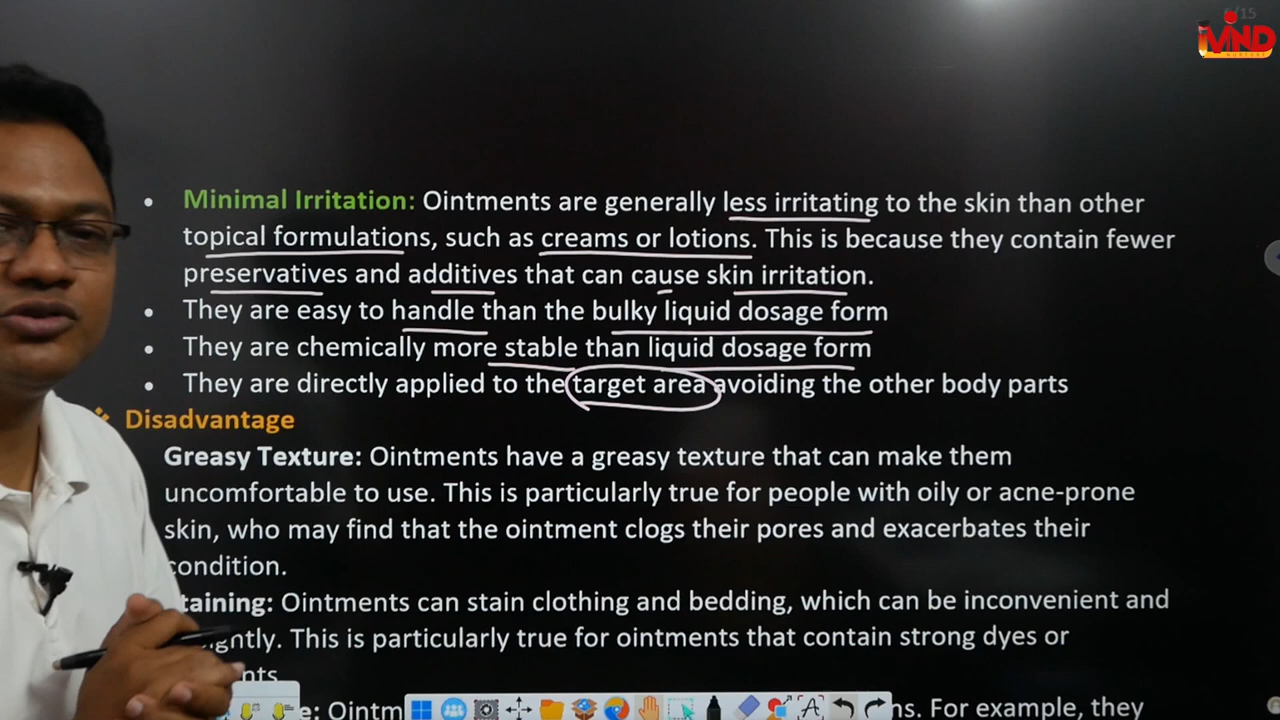 /15
MND
Minimal Irritation: Ointments are generally less irritating to the skin than other
topical formulations, such as creams or lotions. This is because they contain fewer
preservatives and additives that can cause skin irritation.
They are easy to handle than the bulky liquid dosage form
They are chemically more stable than liquid dosage form
They are directly applied to the target area avoiding the other body parts
Disadvantage
Greasy Texture: Ointments have a greasy texture that can make them
uncomfortable to use. This is particularly true for people with oily or acne-prone
skin, who may find that the ointment clogs their pores and exacerbates their
condition.
taining: Ointments can stain clothing and bedding, which can be inconvenient and
ightly. This is particularly true for ointments that contain strong dyes or
nts
e: Ointm ns. For example, they